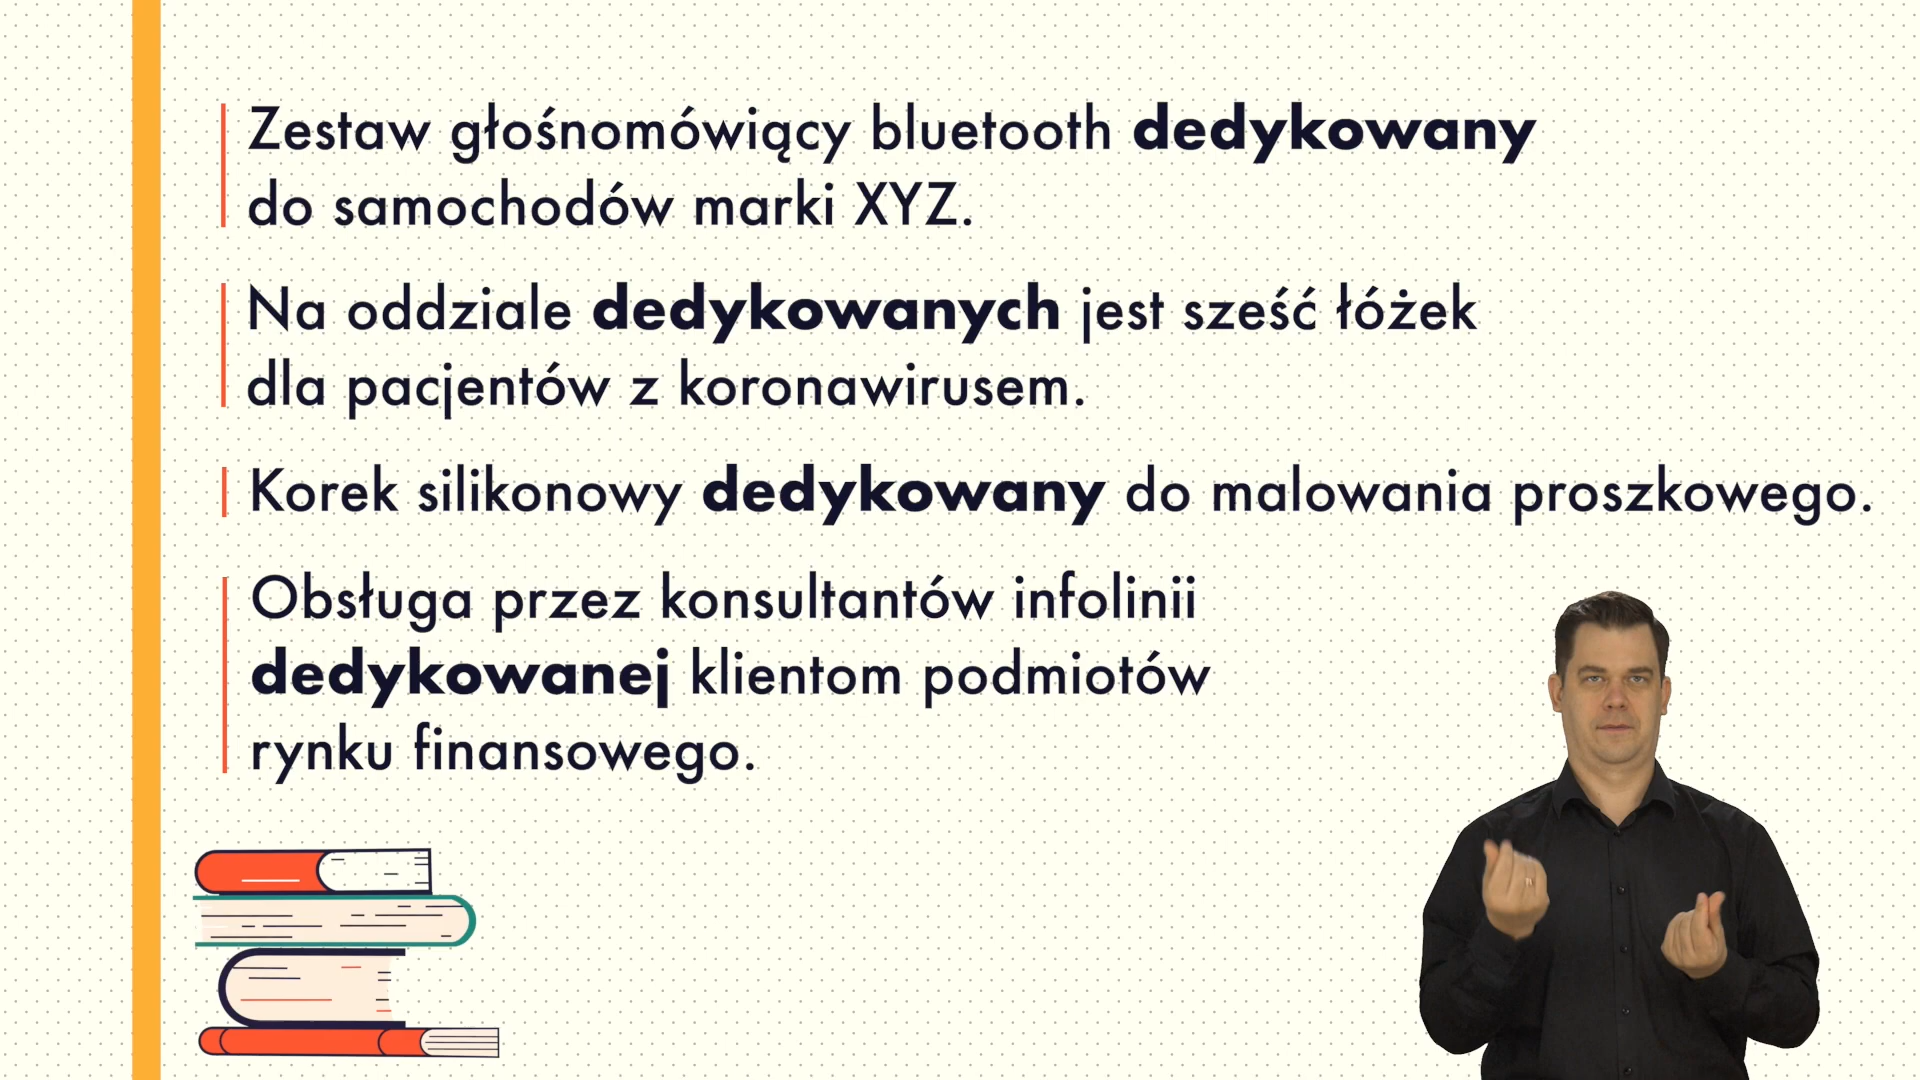 Zestaw głośnomówiący bluetooth dedykowany
do samochodów marki XYZ.
Na oddziale dedykowanych jest sześć łóżek
dla pacjentów z koronawirusem.
Korek silikonowy dedykowany do malowania proszkowego.
Obsługa przez konsultantów infolinii
dedykowanej klientom podmiotów
rynku finansowego.